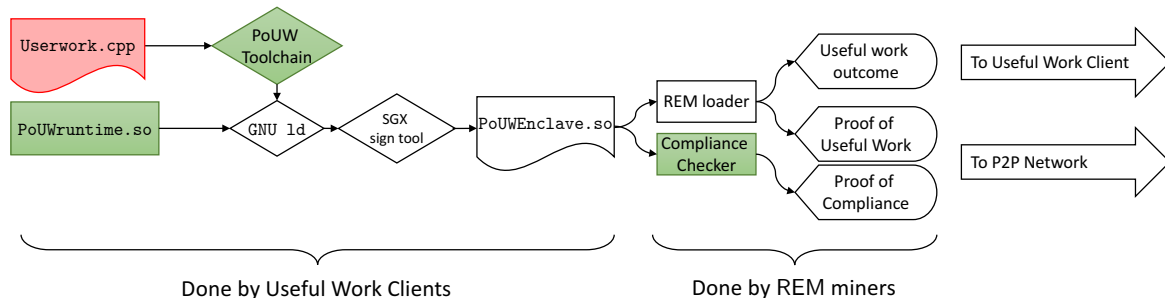 Userwork.cpp
PoUW
Toolchain
PoUWruntime.so
GNU ld
SGX
sign tool
PoUWEnclave.so
REM loader
Compliance
Checker
Useful work
outcome
Proof of
Useful Work
Proof of
Compliance
To Useful Work Client
To P2P Network
Done by Useful Work Clients
Done by REM miners